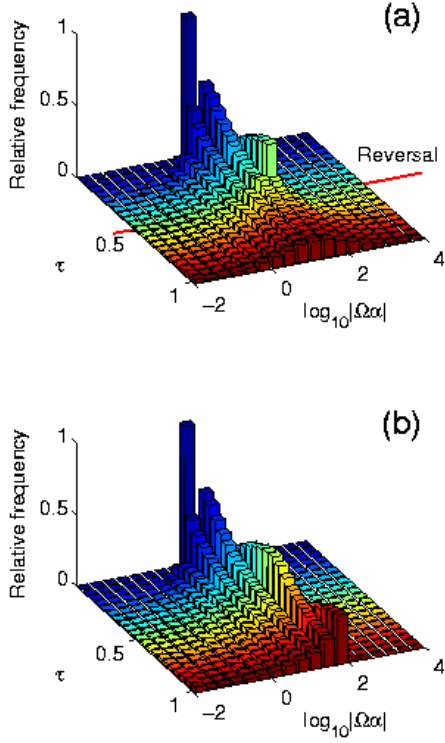 (a)
1
Relative frequency
0.5
Reversal
0
0.5
4
τ
2
1
0
−2
log10|Ωα|
(b)
1
Relative frequency
0.5
0
0.5
4
τ
2
1
0
−2
log10|Ωα|